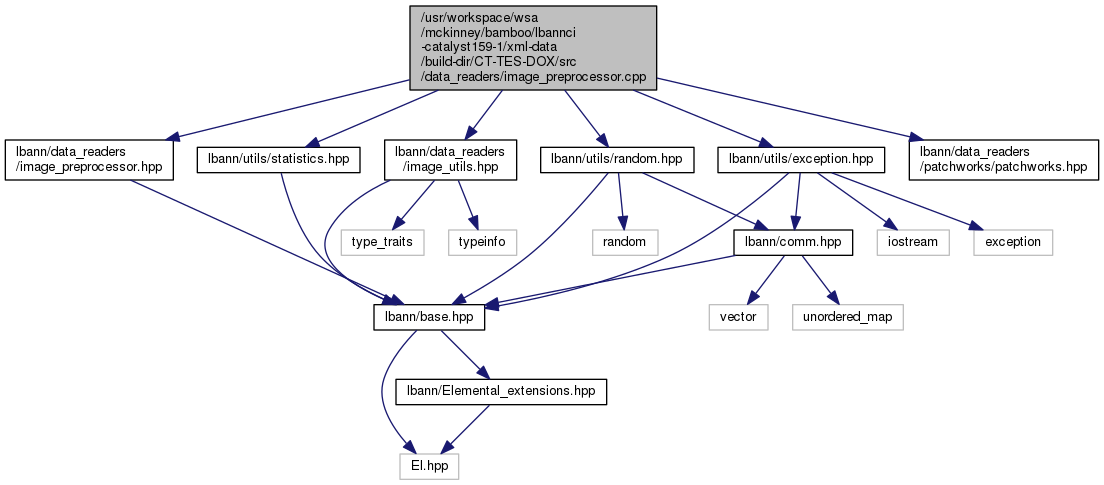 /usr/workspace/wsa
/mckinney/bamboo/lbannci
-catalyst159-1/xml-data
/build-dir/CT-TES-DOX/src
/data_readers/image_preprocessor.cpp
lbann/data_readers
/image_preprocessor.hpp
lbann/utils/statistics.hpp
lbann/data_readers
/image_utils.hpp
lbann/utils/random.hpp
lbann/utils/exception.hpp
lbann/data_readers
/patchworks/patchworks.hpp
type_traits
typeinfo
random
lbann/comm.hpp
iostream
exception
lbann/base.hpp
vector
unordered_map
lbann/Elemental_extensions.hpp
El.hpp